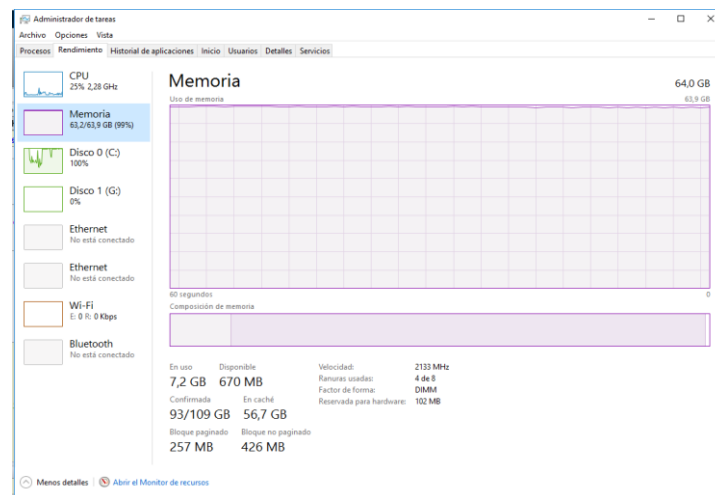 Administrador de tareas
Archivo Opciones Vista
Procesos Rendimiento Historial de aplicaciones Inicio Usuarios Detalles Servicios
CPU
25% 2,28 GHz
Memoria
63,2/63,9 GB (99%)
Disco 0 (C:)
100%
Disco 1 (G:)
0%
Ethernet
No está conectado
Ethernet
No está conectado
Wi-Fi
E: 0 R: 0 Kbps
Bluetooth
No está conectado
Memoria 64,0 GB
Uso de memoria 63,9 GB
60 segundos 0
Composición de memoria
En uso Disponible
7,2 GB 670 MB
Confirmada En caché
93/109 GB 56,7 GB
Bloque paginado Bloque no paginado
257 MB 426 MB
Velocidad: 2133 MHz
Ranuras usadas: 4 de 8
Factor de forma: DIMM
Reservada para hardware: 102 MB
Menos detalles Abrir el Monitor de recursos